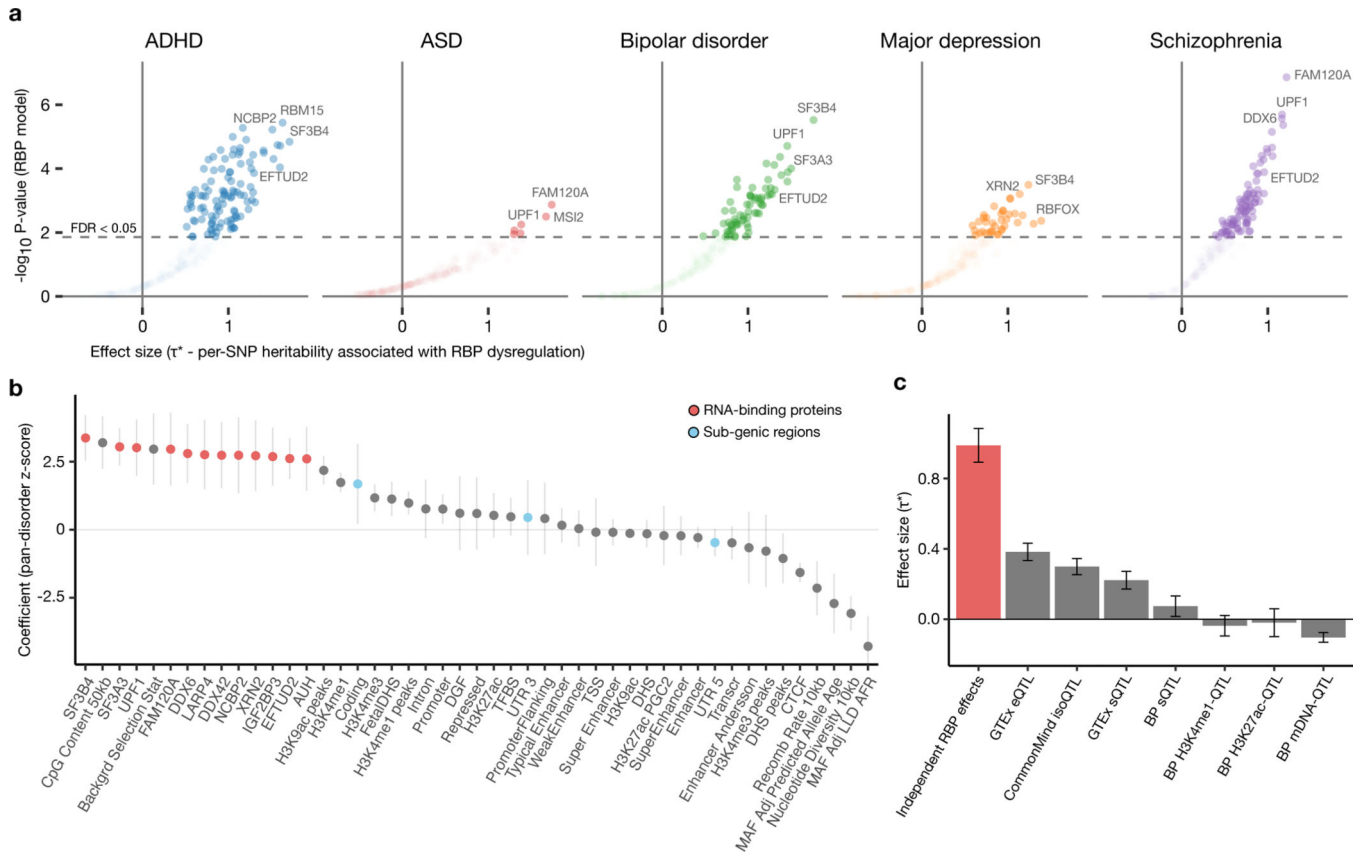 a
ADHD
ASD
Bipolar disorder
Major depression
Schizophrenia
-log10 P-value (RBP model)
6
4
2
0
FDR < 0.05
NCBP2
RBM15
SF3B4
EFTUD2
FAM120A
UPF1
MSI2
SF3B4
UPF1
SF3A3
EFTUD2
XRN2
SF3B4
RBFOX
FAM120A
UPF1
DDX6
EFTUD2
0 1 0 1 0 1 0 1 0 1
Effect size (τ* - per-SNP heritability associated with RBP dysregulation)
b
Coefficient (pan-disorder z-score)
2.5
0
-2.5
RNA-binding proteins
Sub-genic regions
SF3B4
CpG Content 50kb
SF3A3
UPF1
Backgrd Selection Stat
FAM120A
DDX6
LARP4
DDX42
NCBP2
XRN2
IGF2BP3
EFTUD2
AUH
H3K9ac peaks
H3K4me1
Coding
H3K4me3
FetalDHS
H3K4me1 peaks
Intron
Promoter
DGF
Repressed
H3K27ac
TFBS
UTR 3
PromoterFlanking
Typical Enhancer
WeakEnhancer
TSS
Super Enhancer
H3K9ac
DHS
H3K27ac PGC2
SuperEnhancer
UTR 5
Transcr
Enhancer Andersson
H3K4me3 peaks
DHS peaks
CTCF
Recomb Rate 10kb
MAF Adj Predicted Allele Age
Nucleotide Diversity 10kb
MAF Adj LLD AFR
c
Effect size (τ*)
0.8
0.4
0.0
Independent RBP effects
GTEx eQTL
CommonMind isoQTL
GTEx sQTL
BP sQTL
BP H3K4me1-QTL
BP H3K27ac-QTL
BP mDNA-QTL